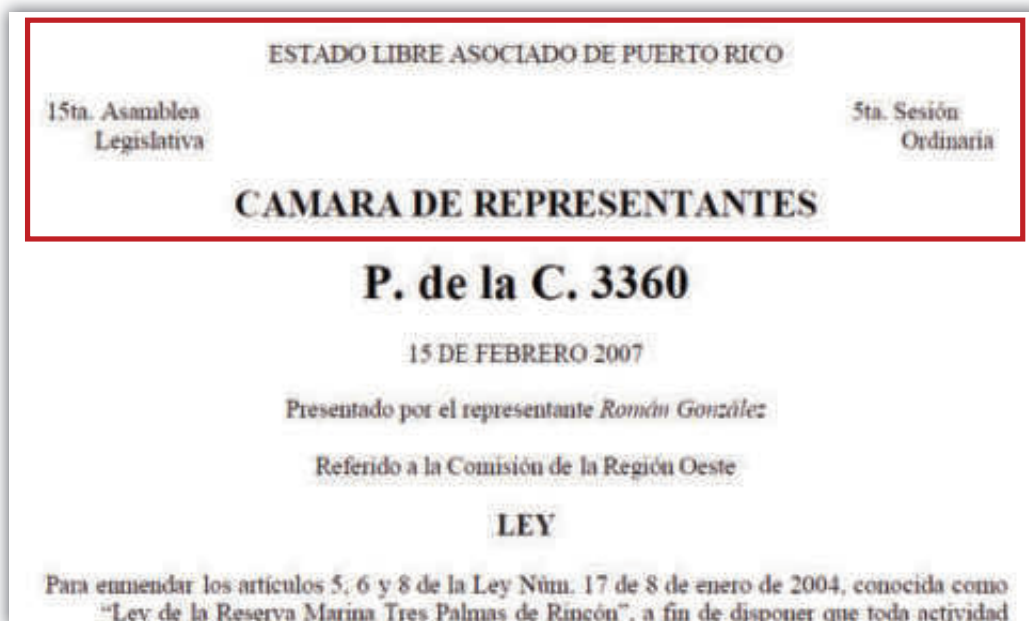 ESTADO LIBRE ASOCIADO DE PUERTO RICO
15ta. Asamblea
Legislativa
5ta. Sesión
Ordinaria
CAMARA DE REPRESENTANTES
P. de la C. 3360
15 DE FEBRERO 2007
Presentado por el representante Román González
Referido a la Comisión de la Región Oeste
LEY
Para enmendar los artículos 5, 6 y 8 de la Ley Núm. 17 de 8 de enero de 2004, conocida como
“Ley de la Reserva Marina Tres Palmas de Rincón”, a fin de disponer que toda actividad